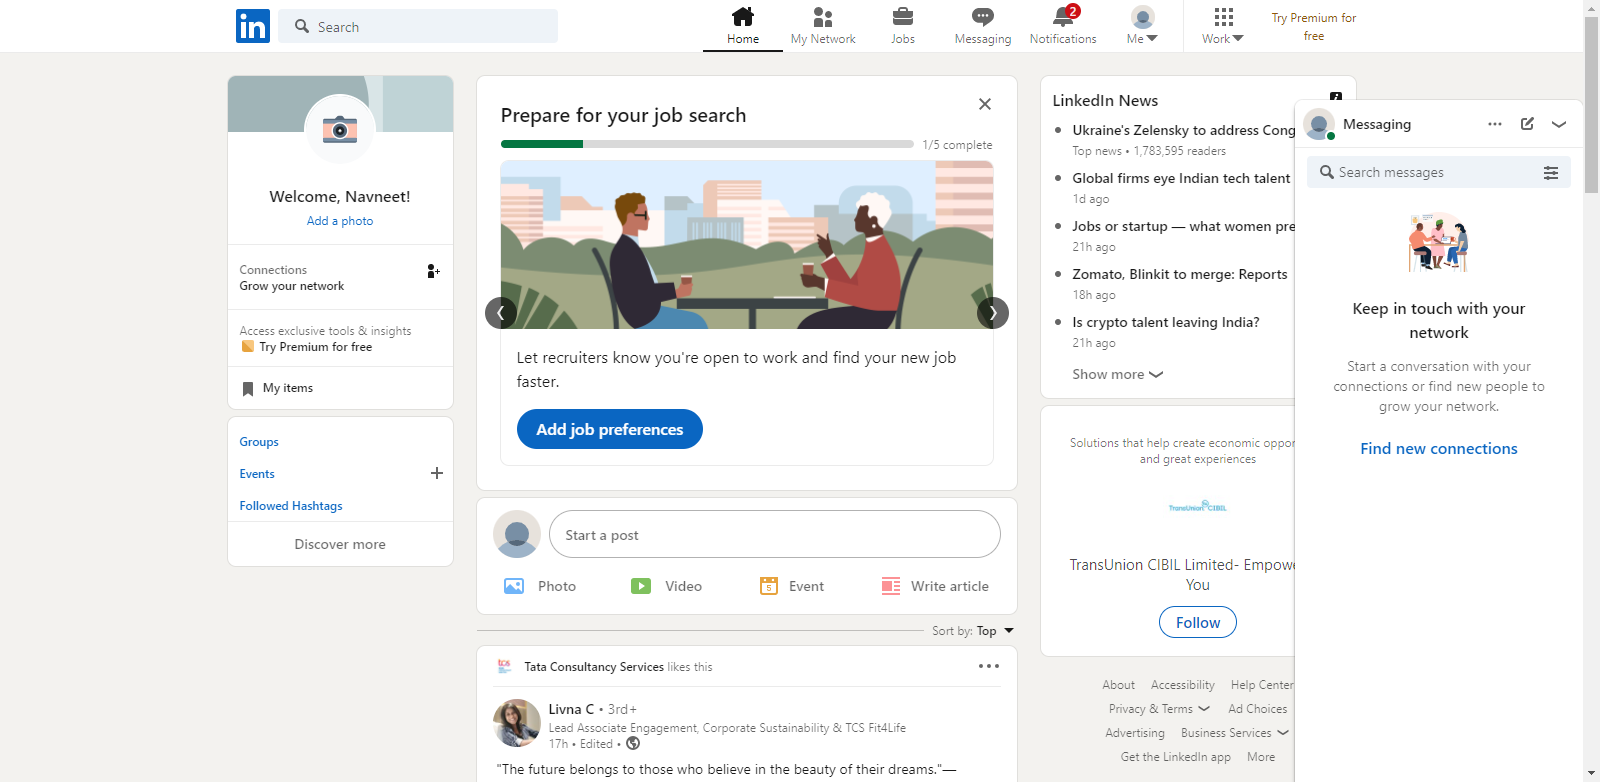 in
Search
Home
My Network
Jobs
Messaging
2
Notifications
Me
Work
Try Premium for
free
Welcome, Navneet!
Add a photo
Connections
Grow your network
Access exclusive tools & insights
Try Premium for free
My items
Groups
Events
Followed Hashtags
Discover more
Prepare for your job search
1/5 complete
Let recruiters know you're open to work and find your new job
faster.
Add job preferences
Start a post
Photo
Video
5
Event
Write article
Sort by: Top
tcs
Tata Consultancy Services likes this
Livna C • 3rd+
Lead Associate Engagement, Corporate Sustainability & TCS Fit4Life
17h • Edited •
"The future belongs to those who believe in the beauty of their dreams."—
LinkedIn News
Ukraine's Zelensky to address Cong
Top news • 1,783,595 readers
Global firms eye Indian tech talent
1d ago
Jobs or startup — what women pre
21h ago
Zomato, Blinkit to merge: Reports
18h ago
Is crypto talent leaving India?
21h ago
Show more
Solutions that help create economic oppor
and great experiences
TransUnion CIBIL
TransUnion CIBIL Limited- Empowe
You
Follow
About Accessibility Help Center
Privacy & Terms Ad Choices
Advertising Business Services
Get the LinkedIn app More
Messaging
Search messages
Keep in touch with your
network
Start a conversation with your
connections or find new people to
grow your network.
Find new connections